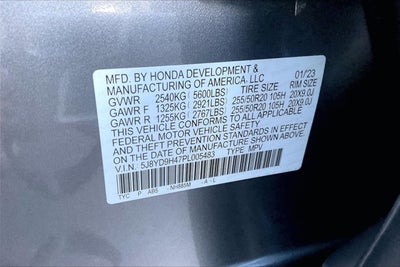 MFD. BY HONDA DEVELOPMENT &
MANUFACTURING OF AMERICA, LLC 01/23
GVWR 2540KG ( 5600LBS) TIRE SIZE RIM SIZE
GAWR F 1325KG ( 2921LBS) 255/50R20 105H 20X9.0J
GAWR R 1255KG ( 2767LBS) 255/50R20 105H 20X9.0J
THIS VEHICLE CONFORMS TO ALL APPLICABLE
FEDERAL MOTOR VEHICLE SAFETY
AND THEFT PREVENTION STANDARDS IN EFFECT
ON THE DATE OF MANUFACTURE SHOWN ABOVE.
V.I.N. 5J8YD9H47PL005483 TYPE: MPV
TYC P AB5 NH885M A - L